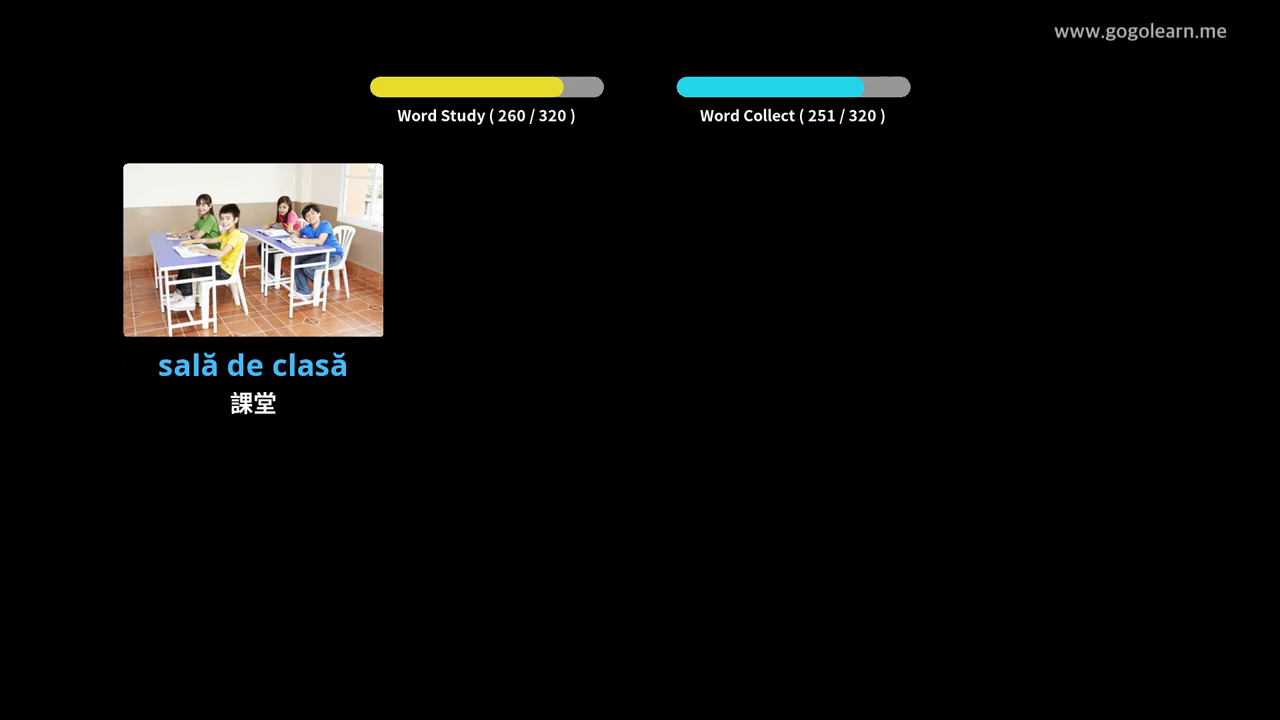 www.gogolearn.me
Word Study ( 260 / 320 )
Word Collect ( 251 / 320 )
sală de clasă
課堂